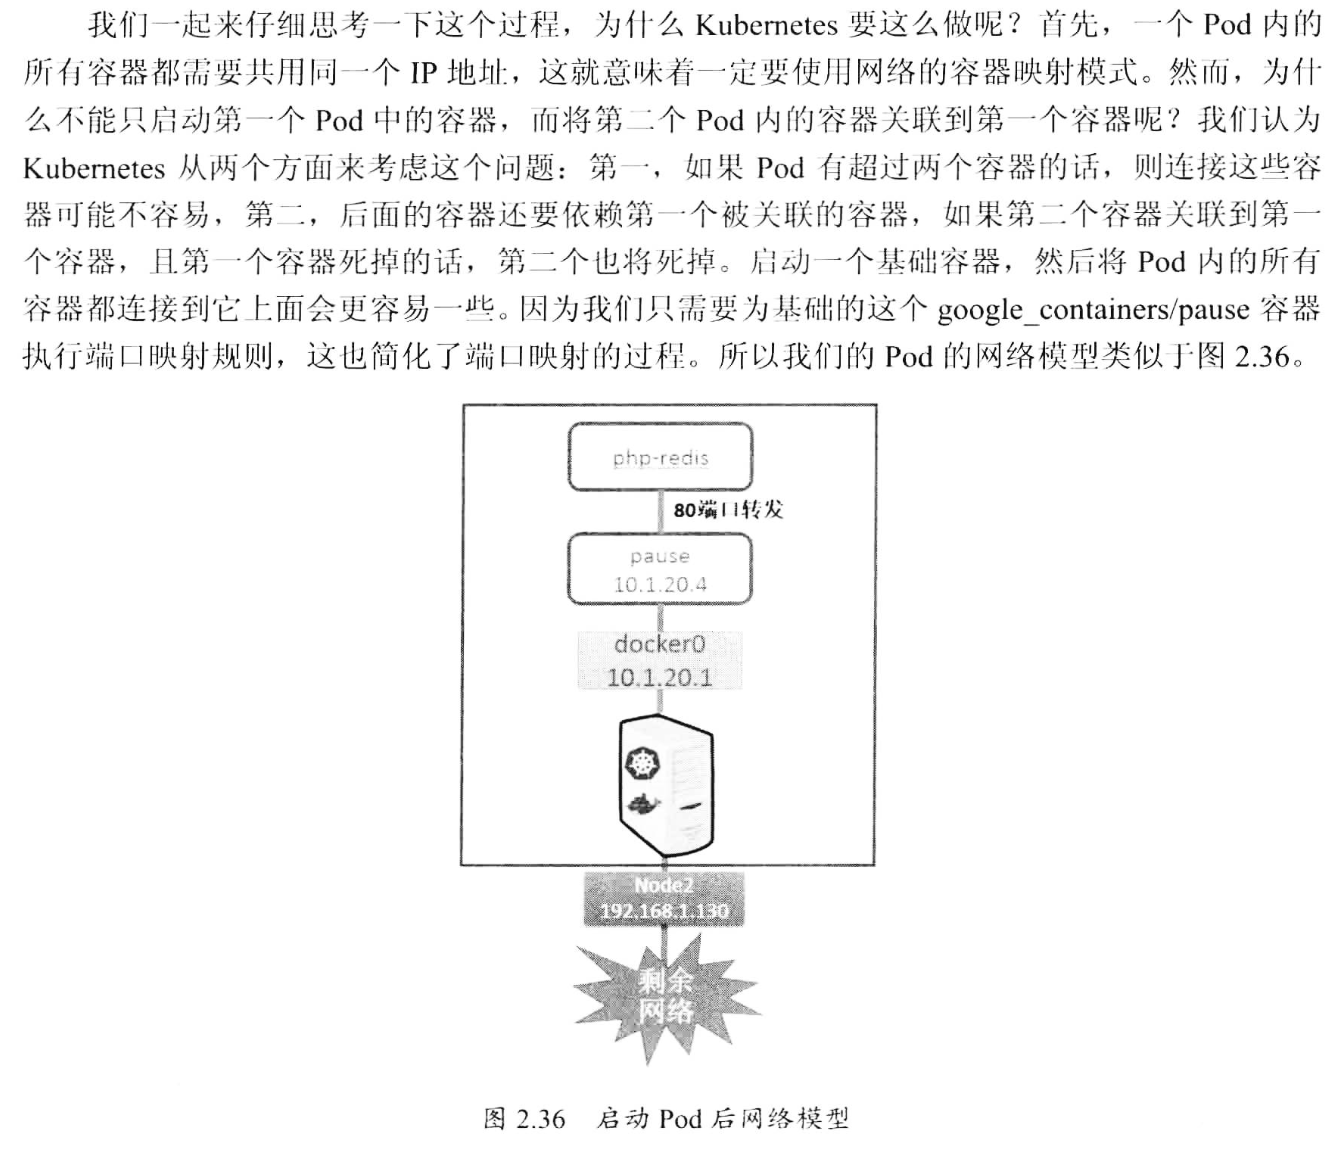 我们一起来仔细思考一下这个过程，为什么 Kubernetes 要这么做呢？首先，一个 Pod 内的
所有容器都需要共用同一个 IP 地址，这就意味着一定要使用网络的容器映射模式。然而，为什
么不能只启动第一个 Pod 中的容器，而将第二个 Pod 内的容器关联到第一个容器呢？我们认为
Kubernetes 从两个方面来考虑这个问题：第一，如果 Pod 有超过两个容器的话，则连接这些容
器可能不容易，第二，后面的容器还要依赖第一个被关联的容器，如果第二个容器关联到第一
个容器，且第一个容器死掉的话，第二个也将死掉。启动一个基础容器，然后将 Pod 内的所有
容器都连接到它上面会更容易一些。因为我们只需要为基础的这个 google_containers/pause 容器
执行端口映射规则，这也简化了端口映射的过程。所以我们的 Pod 的网络模型类似于图 2.36。
php-redis
80端口转发
pause
10.1.20.4
docker0
10.1.20.1
Node2
192.168.1.130
剩余
网络
图 2.36 启动 Pod 后网络模型